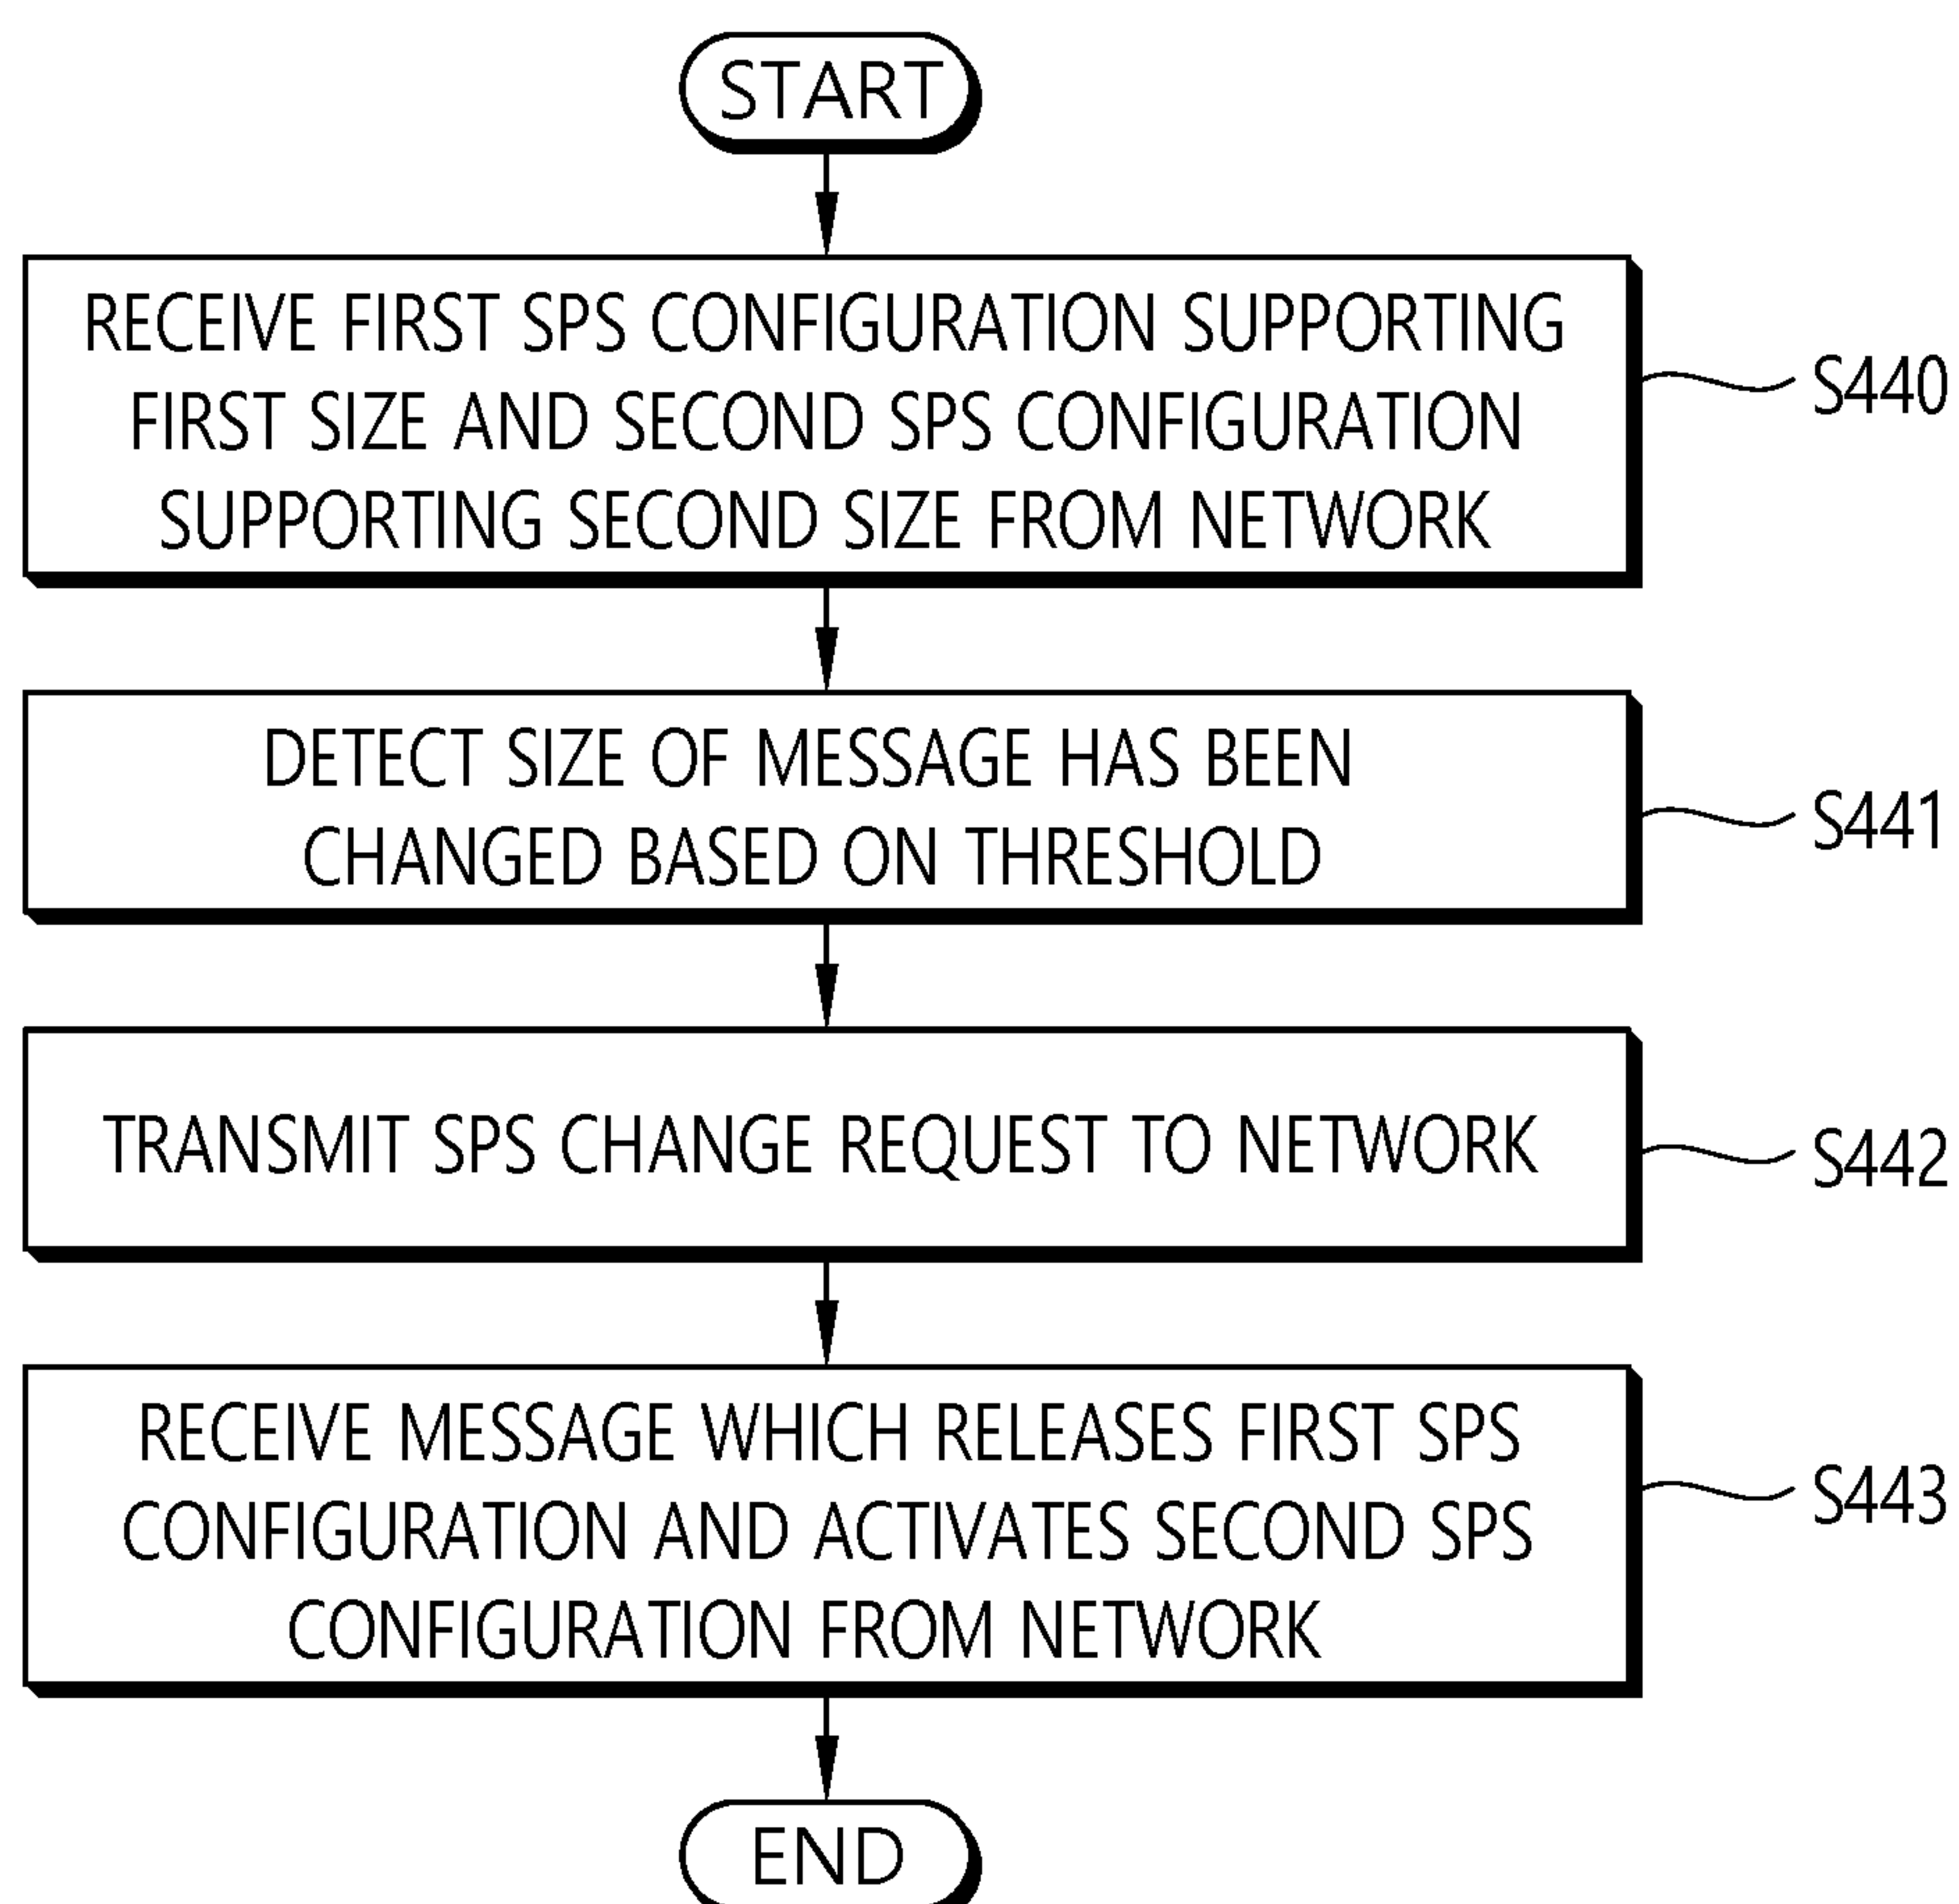 START
RECEIVE FIRST SPS CONFIGURATION SUPPORTING
FIRST SIZE AND SECOND SPS CONFIGURATION
SUPPORTING SECOND SIZE FROM NETWORK
S440
DETECT SIZE OF MESSAGE HAS BEEN
CHANGED BASED ON THRESHOLD
S441
TRANSMIT SPS CHANGE REQUEST TO NETWORK
S442
RECEIVE MESSAGE WHICH RELEASES FIRST SPS
CONFIGURATION AND ACTIVATES SECOND SPS
CONFIGURATION FROM NETWORK
S443
END